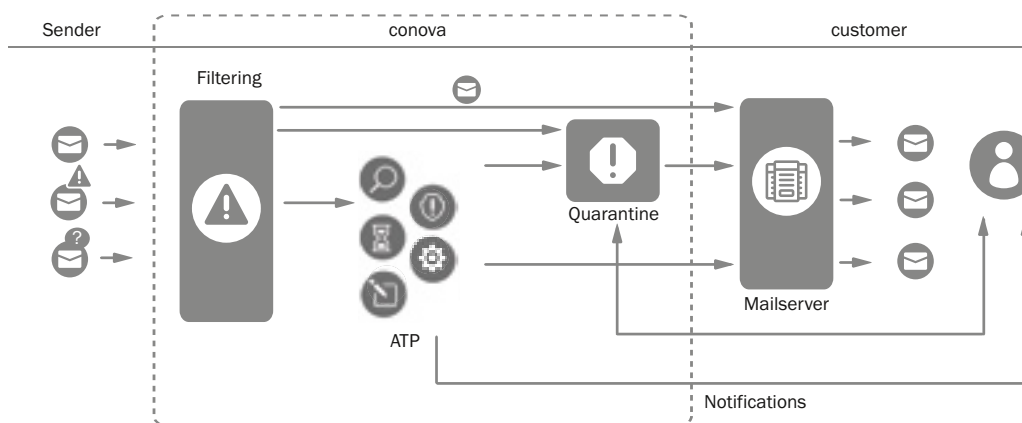 Sender
conova
customer
Filtering
?
Quarantine
Mailserver
ATP
Notifications